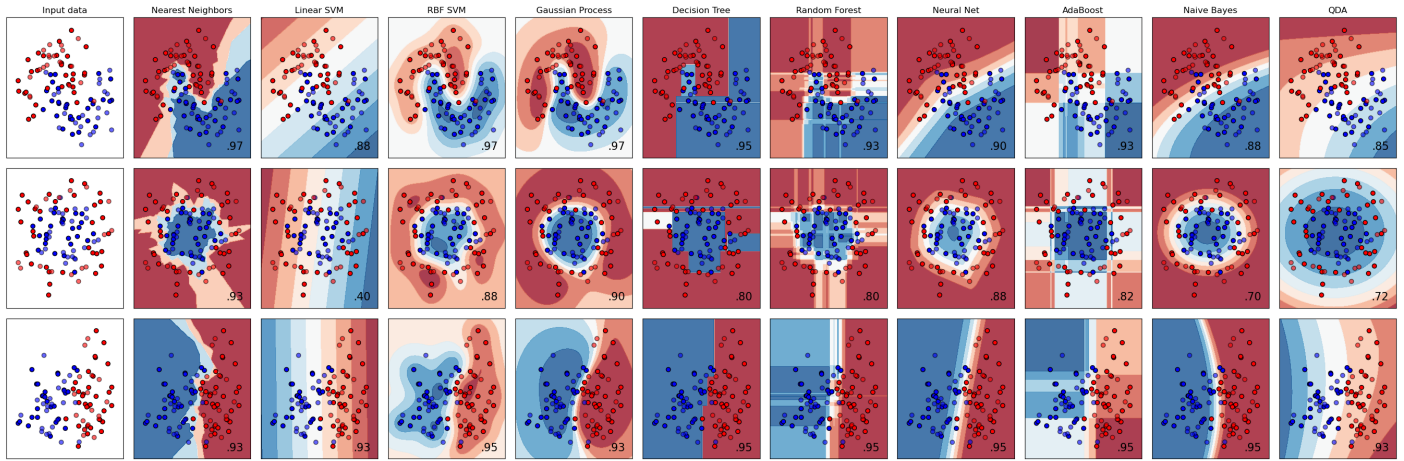 Input data Nearest Neighbors Linear SVM RBF SVM Gaussian Process Decision Tree Random Forest Neural Net AdaBoost Naive Bayes QDA
.97 .88 .97 .97 .95 .93 .90 .93 .88 .85
.93 .40 .88 .90 .80 .80 .88 .82 .70 .72
.93 .93 .95 .93 .95 .95 .95 .95 .95 .93